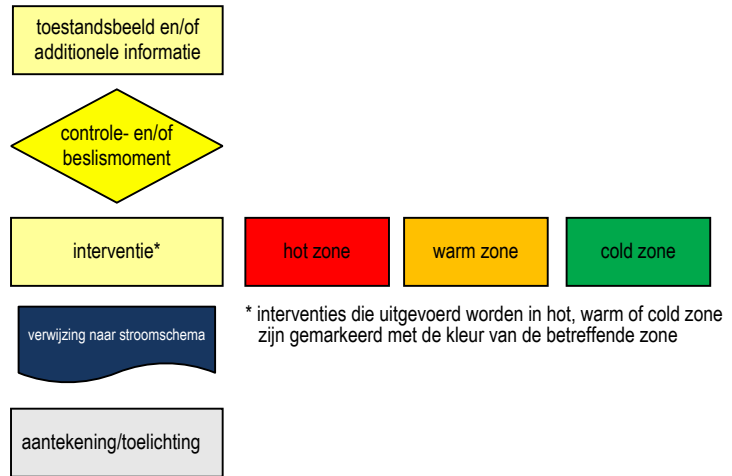 toestandsbeeld en/of
additionele informatie
controle- en/of
beslismoment
interventie*
hot zone
warm zone
cold zone
verwijzing naar stroomschema
* interventies die uitgevoerd worden in hot, warm of cold zone
zijn gemarkeerd met de kleur van de betreffende zone
aantekening/toelichting